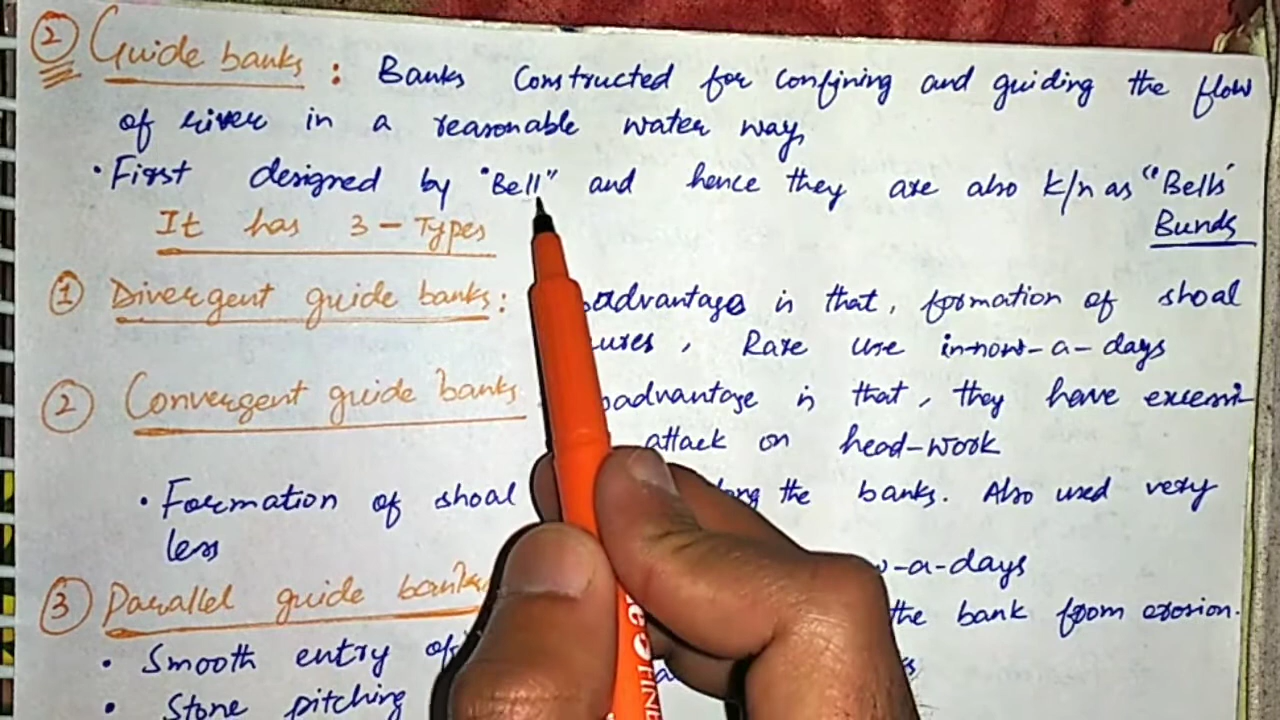 ② Guide banks : Banks Constructed for confining and guiding the flow
of river in a reasonable water way,
• First designed by "Bell" and hence they are also k/n as "Bells'
Bunds
It has 3 - Types
① Divergent guide banks : advantage is that, formation of shoal
, Rare use in now-a-days
② Convergent guide banks advantage is that, they have excessi
attack on head-work
• Formation of shoal the banks. Also used very
less
-a-days
③ Parallel guide banks the bank from erosion.
• Smooth entry of
• Stone pitching
FINE